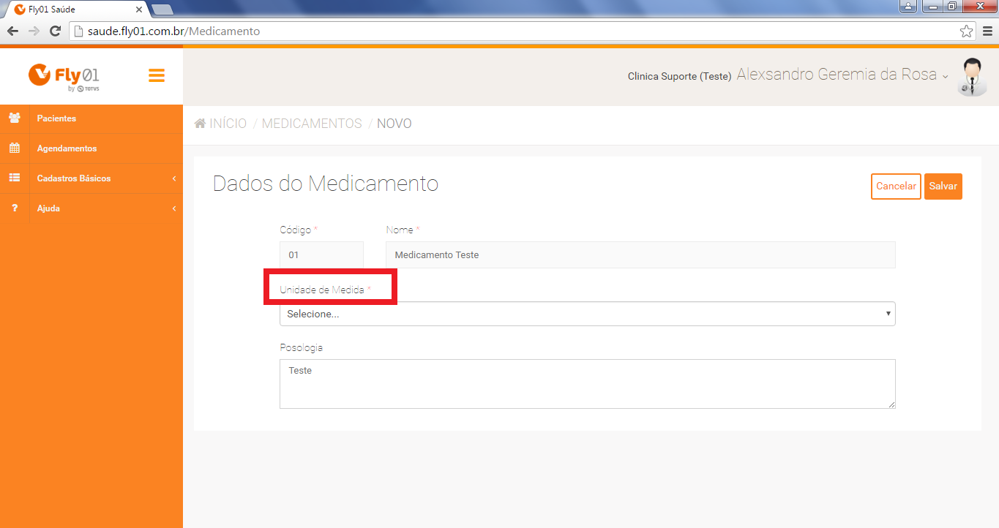 Fly01 Saúde
saude.fly01.com.br/Medicamento
Fly01
by TOTVS
Clinica Suporte (Teste) Alexsandro Geremia da Rosa
Pacientes
Agendamentos
Cadastros Básicos
Ajuda
INÍCIO / MEDICAMENTOS / NOVO
Dados do Medicamento
Cancelar Salvar
Código * Nome *
01 Medicamento Teste
Unidade de Medida *
Selecione...
Posologia
Teste